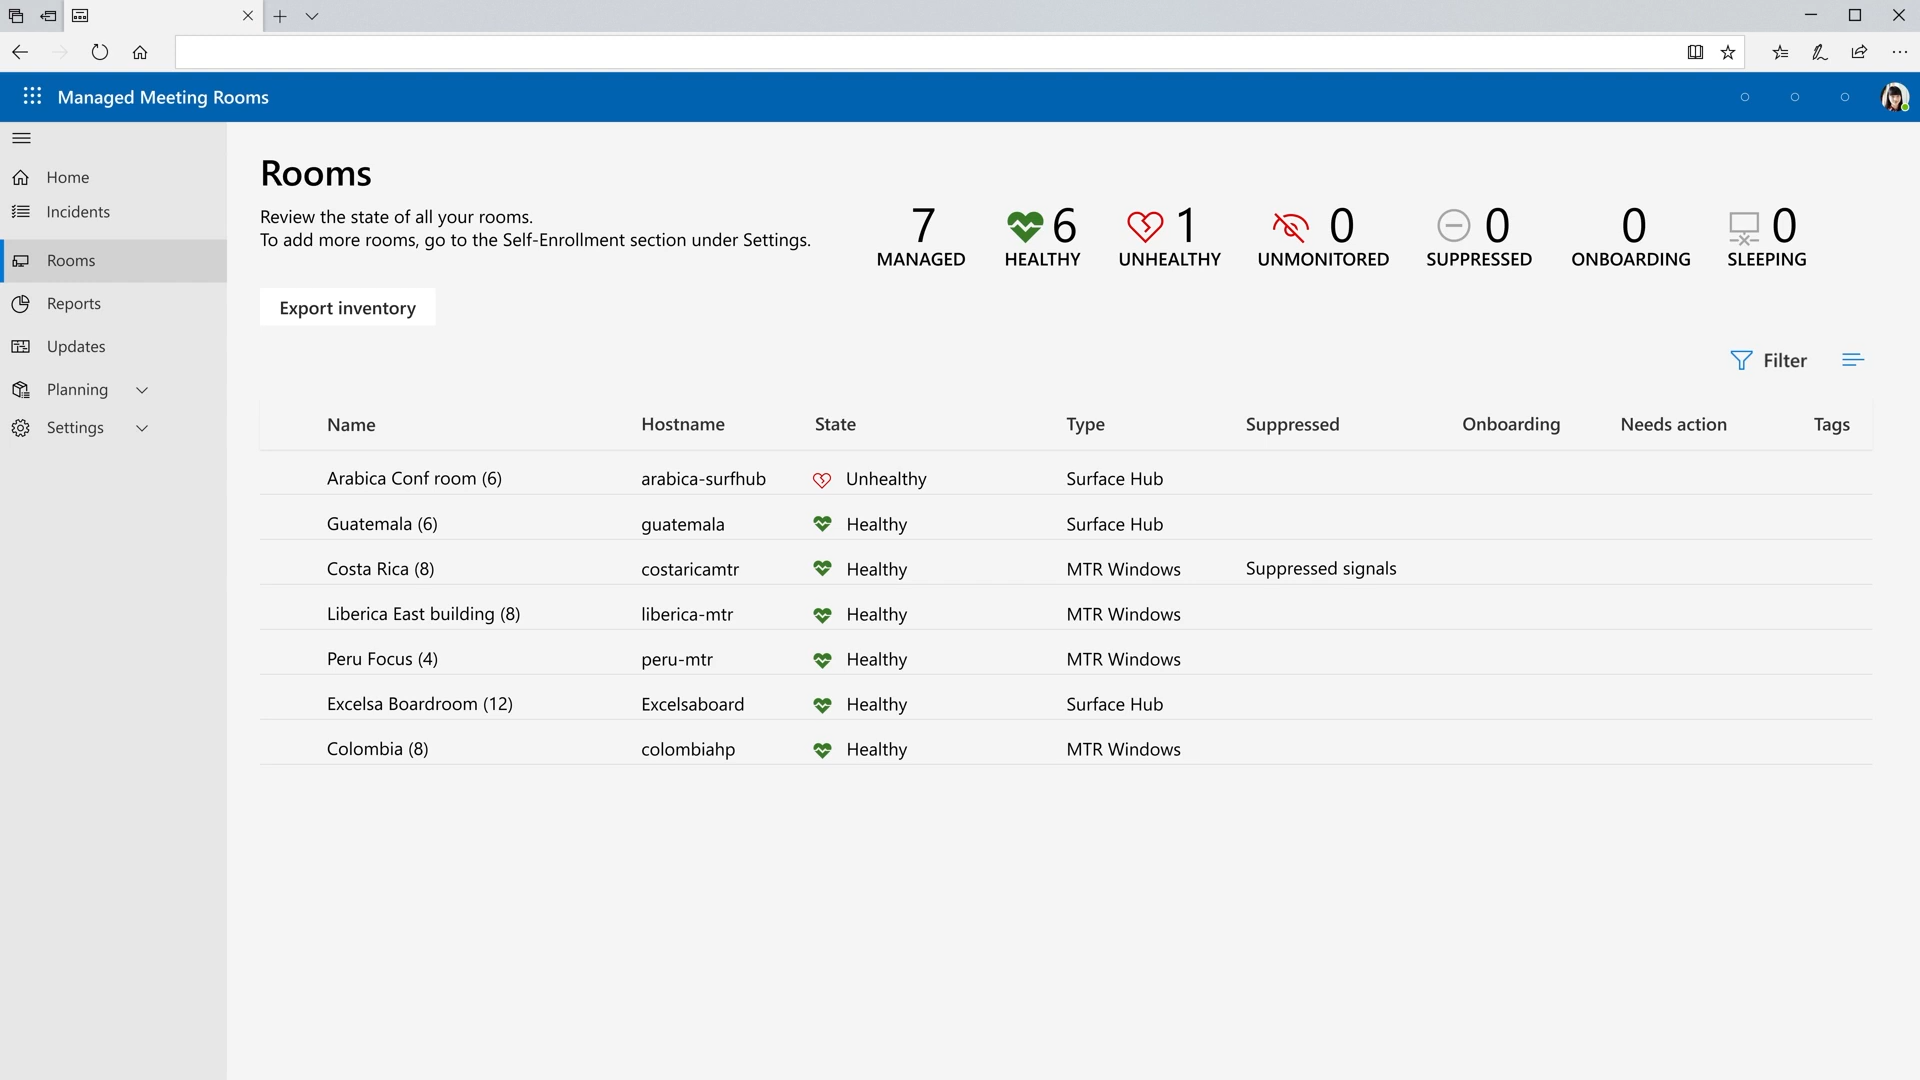 Managed Meeting Rooms
Home
Incidents
Rooms
Reports
Updates
Planning
Settings
Rooms
Review the state of all your rooms.
To add more rooms, go to the Self-Enrollment section under Settings.
7 6 1 0 0 0 0
MANAGED HEALTHY UNHEALTHY UNMONITORED SUPPRESSED ONBOARDING SLEEPING
Export inventory
Filter
Name Hostname State Type Suppressed Onboarding Needs action Tags
Arabica Conf room (6) arabica-surfhub Unhealthy Surface Hub
Guatemala (6) guatemala Healthy Surface Hub
Costa Rica (8) costaricamtr Healthy MTR Windows Suppressed signals
Liberica East building (8) liberica-mtr Healthy MTR Windows
Peru Focus (4) peru-mtr Healthy MTR Windows
Excelsa Boardroom (12) Excelsaboard Healthy Surface Hub
Colombia (8) colombiahp Healthy MTR Windows